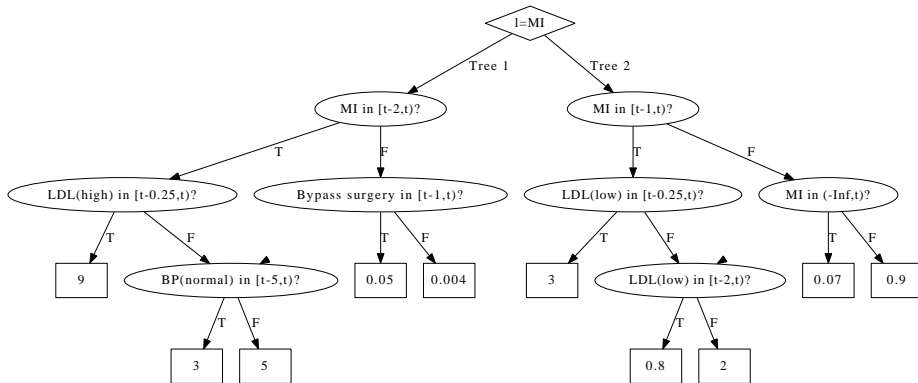 l=MI
Tree 1
Tree 2
MI in [t-2,t)?
MI in [t-1,t)?
T
F
T
F
LDL(high) in [t-0.25,t)?
Bypass surgery in [t-1,t)?
LDL(low) in [t-0.25,t)?
MI in (-Inf,t)?
T
F
T
F
T
F
T
F
9
BP(normal) in [t-5,t)?
0.05
0.004
3
LDL(low) in [t-2,t)?
0.07
0.9
T
F
T
F
3
5
0.8
2